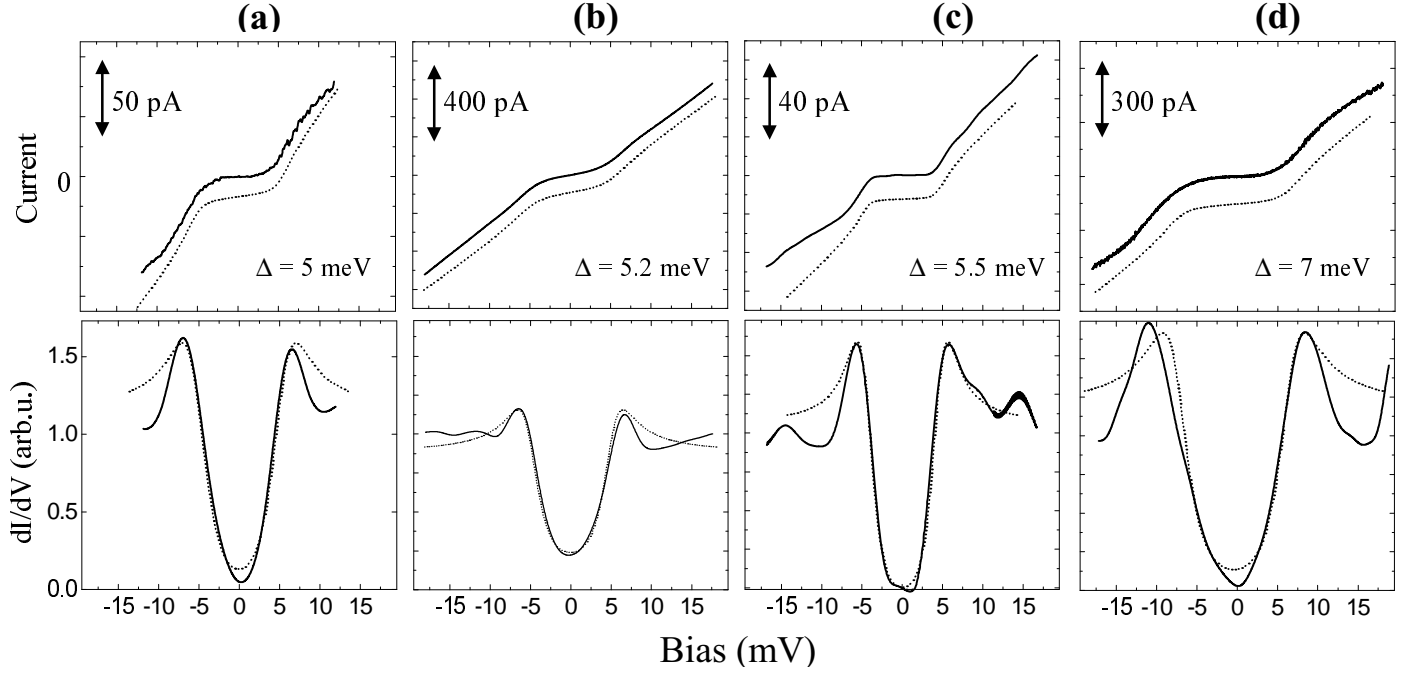 (a) (b) (c) (d)
50 pA 400 pA 40 pA 300 pA
Current
0
Δ = 5 meV Δ = 5.2 meV Δ = 5.5 meV Δ = 7 meV
dI/dV (arb.u.)
1.5
1.0
0.5
0.0
-15 -10 -5 0 5 10 15 -15 -10 -5 0 5 10 15 -15 -10 -5 0 5 10 15 -15 -10 -5 0 5 10 15
Bias (mV)